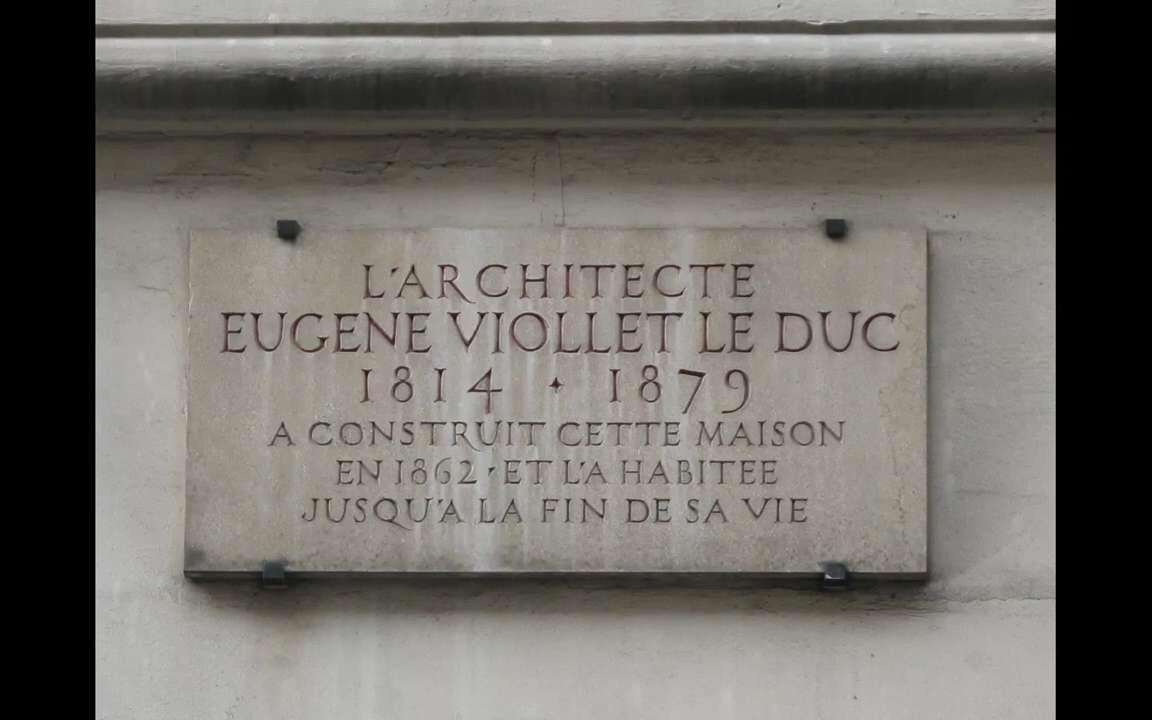 L'ARCHITECTE
EUGENE VIOLLET LE DUC
1814 · 1879
A CONSTRUIT CETTE MAISON
EN 1862 · ET L'A HABITEE
JUSQU'A LA FIN DE SA VIE